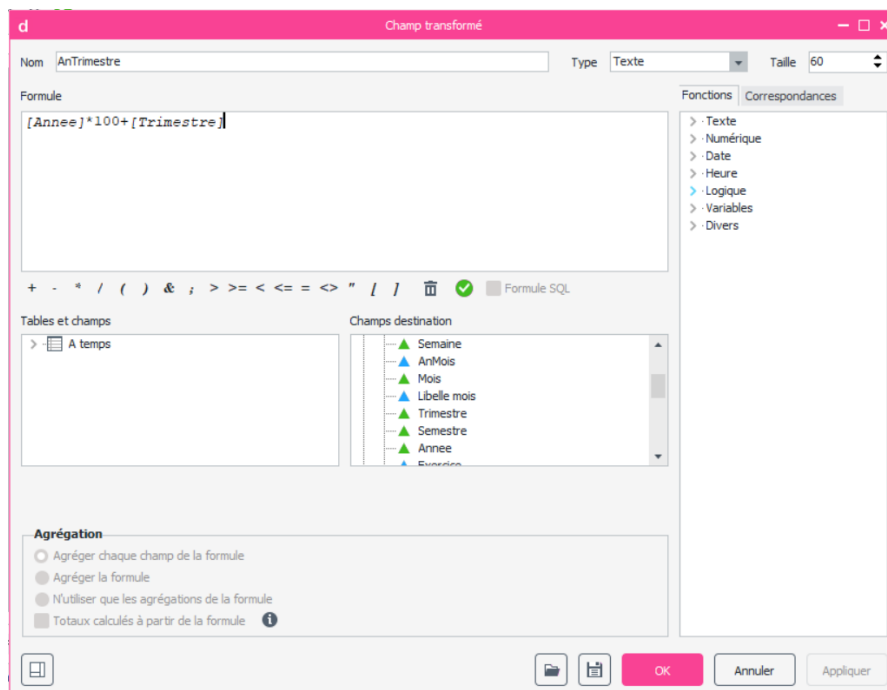 d Champ transformé
Nom AnTrimestre Type Texte Taille 60
Formule
[Annee]*100+[Trimestre]
Fonctions Correspondances
Texte
Numérique
Date
Heure
Logique
Variables
Divers
+ - * / ( ) & ; > >= < <= = <> " [ ] Formule SQL
Tables et champs
A temps
Champs destination
Semaine
AnMois
Mois
Libelle mois
Trimestre
Semestre
Annee
Exercice
Agrégation
Agréger chaque champ de la formule
Agréger la formule
N'utiliser que les agrégations de la formule
Totaux calculés à partir de la formule i
OK Annuler Appliquer